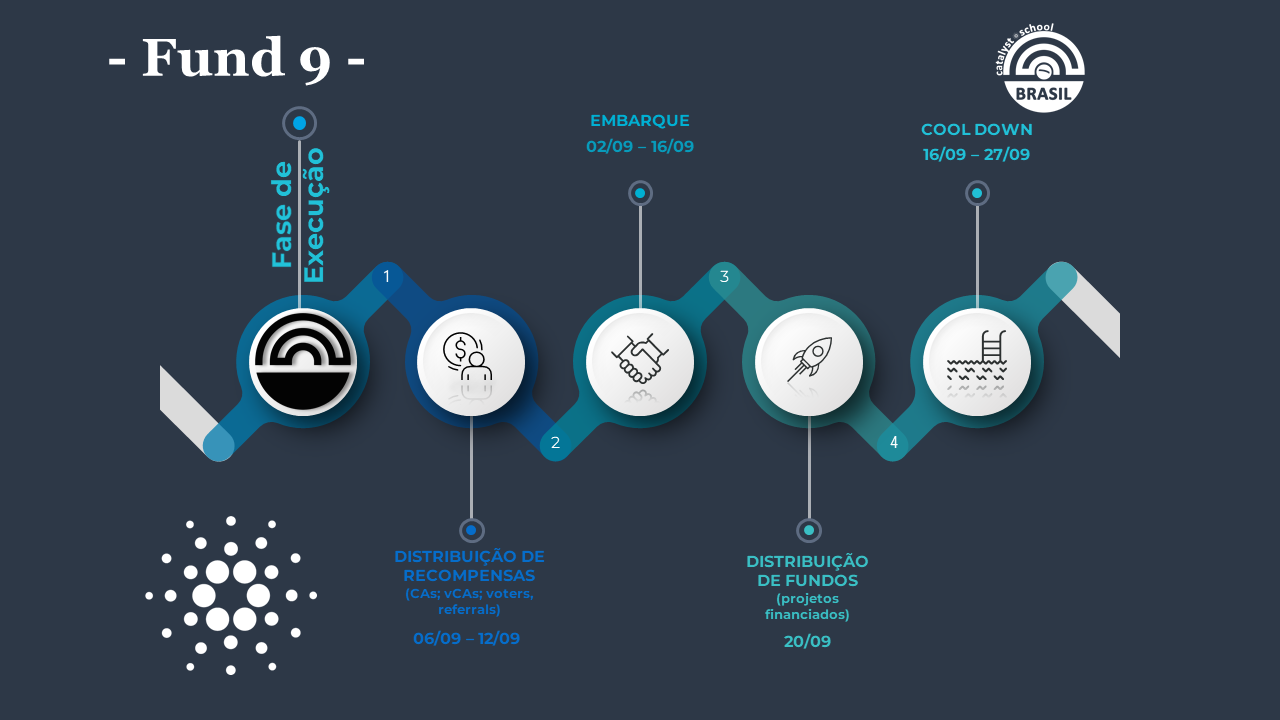 - Fund 9 -
catalyst school
BRASIL
Fase de
Execução
EMBARQUE
02/09 – 16/09
COOL DOWN
16/09 – 27/09
1
3
2
4
DISTRIBUIÇÃO DE
RECOMPENSAS
(CAs; vCAs; voters,
referrals)
06/09 – 12/09
DISTRIBUIÇÃO
DE FUNDOS
(projetos
financiados)
20/09